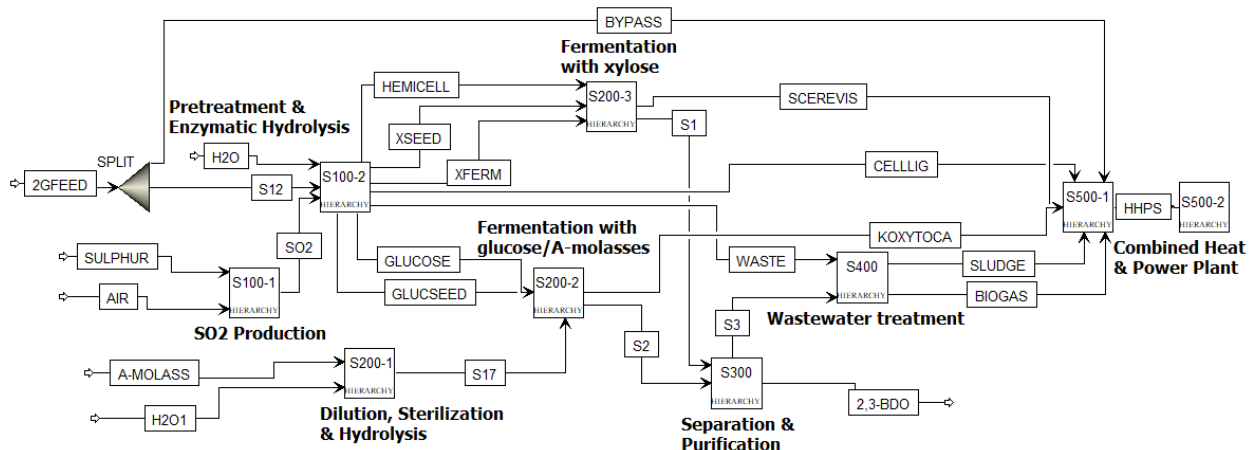 BYPASS
Fermentation
with xylose
HEMICELL
S200-3
HIERARCHY
SCEREVIS
Pretreatment &
Enzymatic Hydrolysis
XSEED
S1
SPLIT
H2O
S100-2
HIERARCHY
XFERM
CELLLIG
2GFEED
S12
S500-1
HIERARCHY
HHPS
S500-2
HIERARCHY
Fermentation with
glucose/A-molasses
KOXYTOCA
Combined Heat
& Power Plant
SO2
SULPHUR
GLUCOSE
WASTE
S400
HIERARCHY
SLUDGE
S100-1
HIERARCHY
S200-2
HIERARCHY
AIR
GLUCSEED
BIOGAS
SO2 Production
S3
Wastewater treatment
S2
S200-1
HIERARCHY
A-MOLASS
S17
S300
HIERARCHY
H2O1
2,3-BDO
Dilution, Sterilization
& Hydrolysis
Separation &
Purification